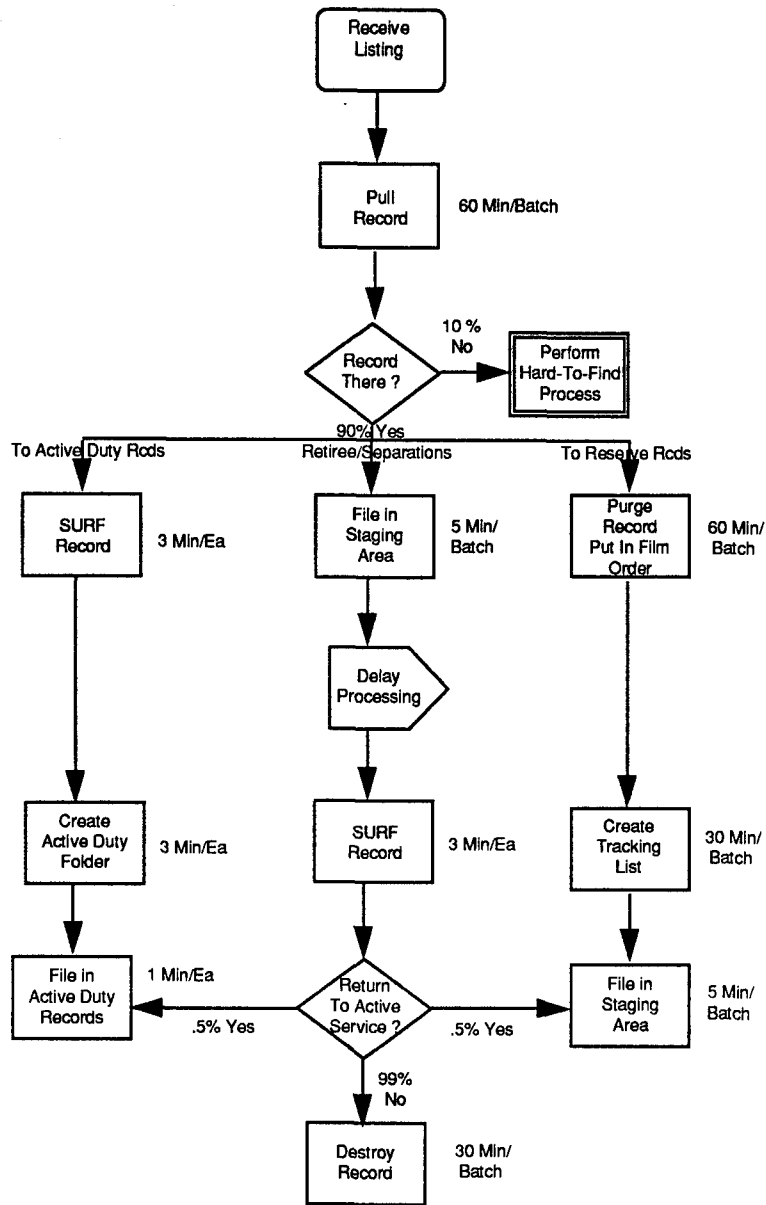 Receive
Listing
Pull
Record
60 Min/Batch
Record
There ?
10 %
No
Perform
Hard-To-Find
Process
90% Yes
To Active Duty Rcds
Retiree/Separations
To Reserve Rcds
SURF
Record
3 Min/Ea
File in
Staging
Area
5 Min/
Batch
Purge
Record
Put In Film
Order
60 Min/
Batch
Delay
Processing
Create
Active Duty
Folder
3 Min/Ea
SURF
Record
3 Min/Ea
Create
Tracking
List
30 Min/
Batch
File in
Active Duty
Records
1 Min/Ea
.5% Yes
Return
To Active
Service ?
.5% Yes
File in
Staging
Area
5 Min/
Batch
99%
No
Destroy
Record
30 Min/
Batch